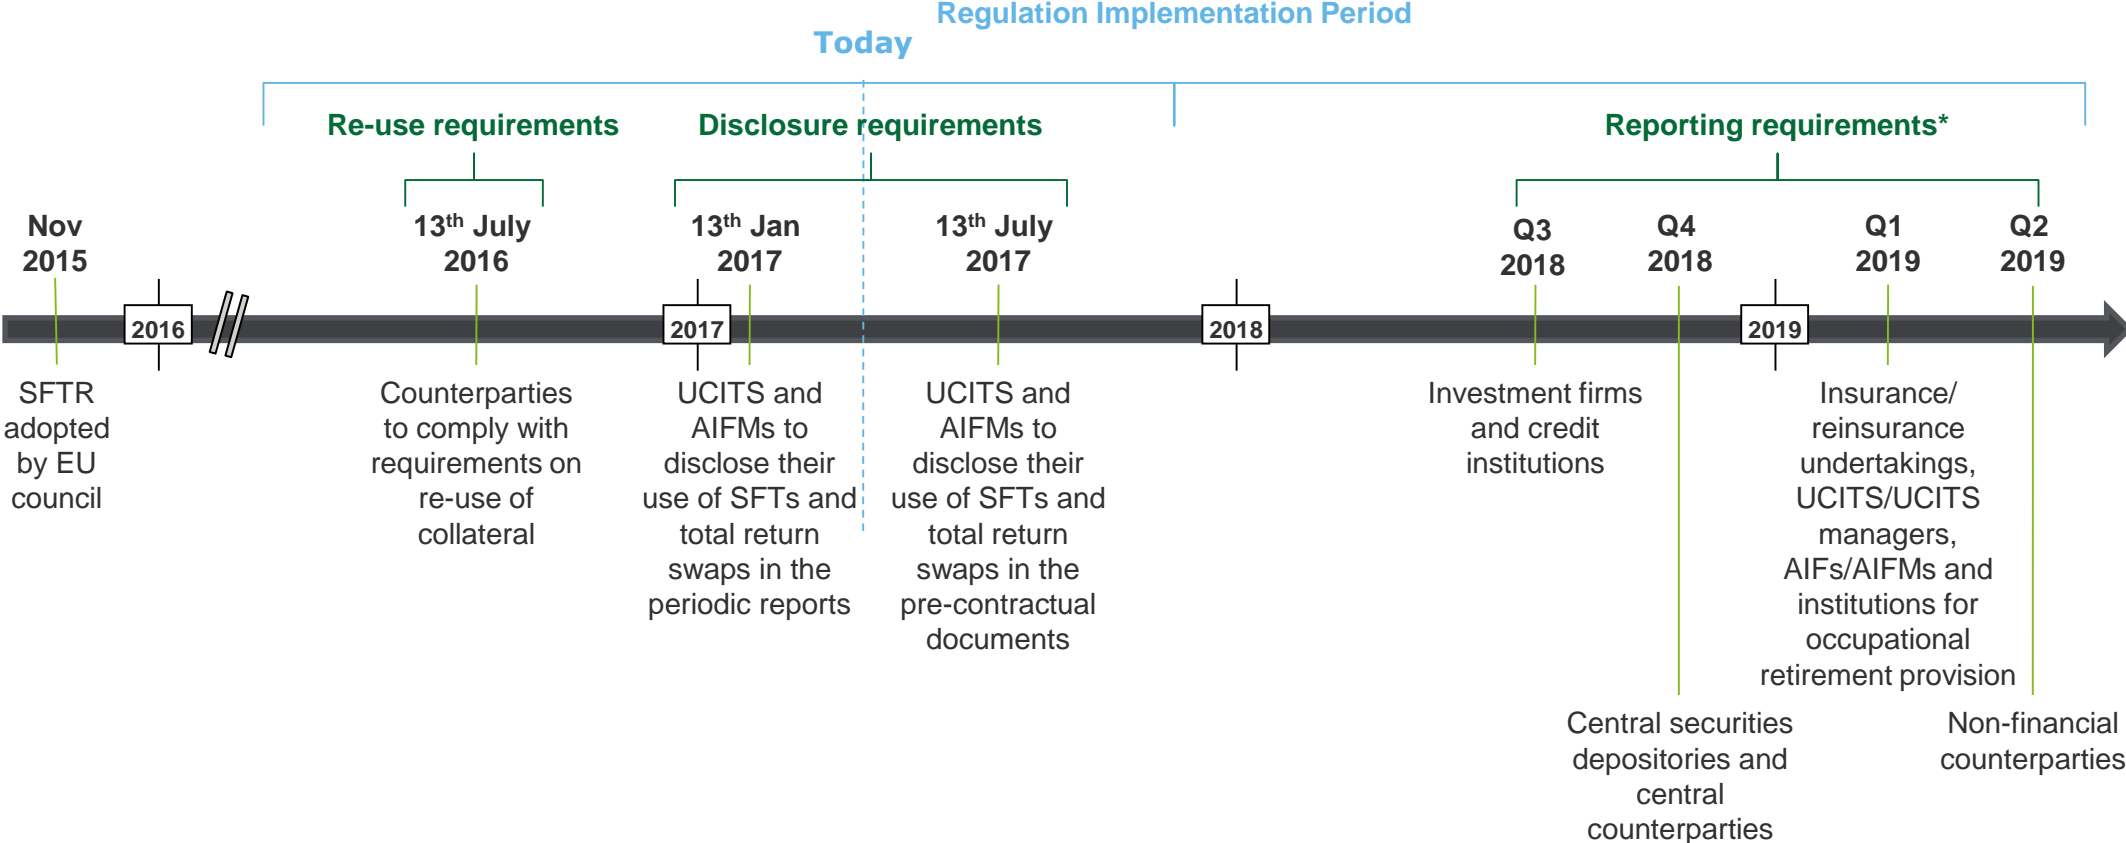 Regulation Implementation Period
Today
Re-use requirements
Disclosure requirements
Reporting requirements*
Nov
2015
13th July
2016
13th Jan
2017
13th July
2017
Q3
2018
Q4
2018
Q1
2019
Q2
2019
2016
2017
2018
2019
SFTR
adopted
by EU
council
Counterparties
to comply with
requirements on
re-use of
collateral
UCITS and
AIFMs to
disclose their
use of SFTs and
total return
swaps in the
periodic reports
UCITS and
AIFMs to
disclose their
use of SFTs and
total return
swaps in the
pre-contractual
documents
Investment firms
and credit
institutions
Central securities
depositories and
central
counterparties
Insurance/
reinsurance
undertakings,
UCITS/UCITS
managers,
AIFs/AIFMs and
institutions for
occupational
retirement provision
Non-financial
counterparties